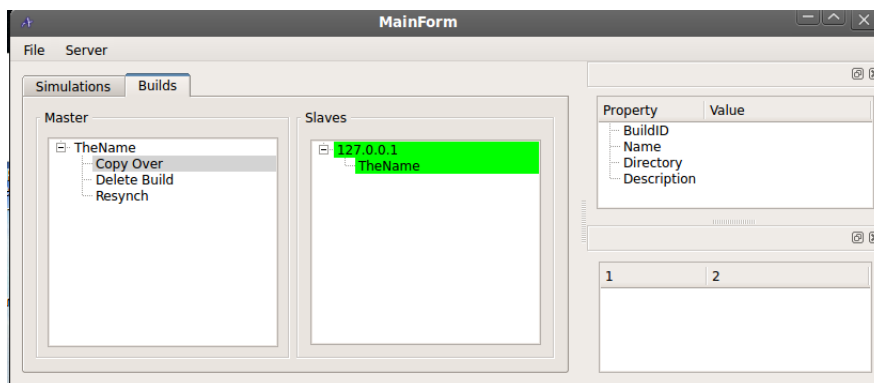 MainForm
File Server
Simulations Builds
Master
TheName
Copy Over
Delete Build
Resynch
Slaves
127.0.0.1
TheName
Property Value
BuildID
Name
Directory
Description
1 2